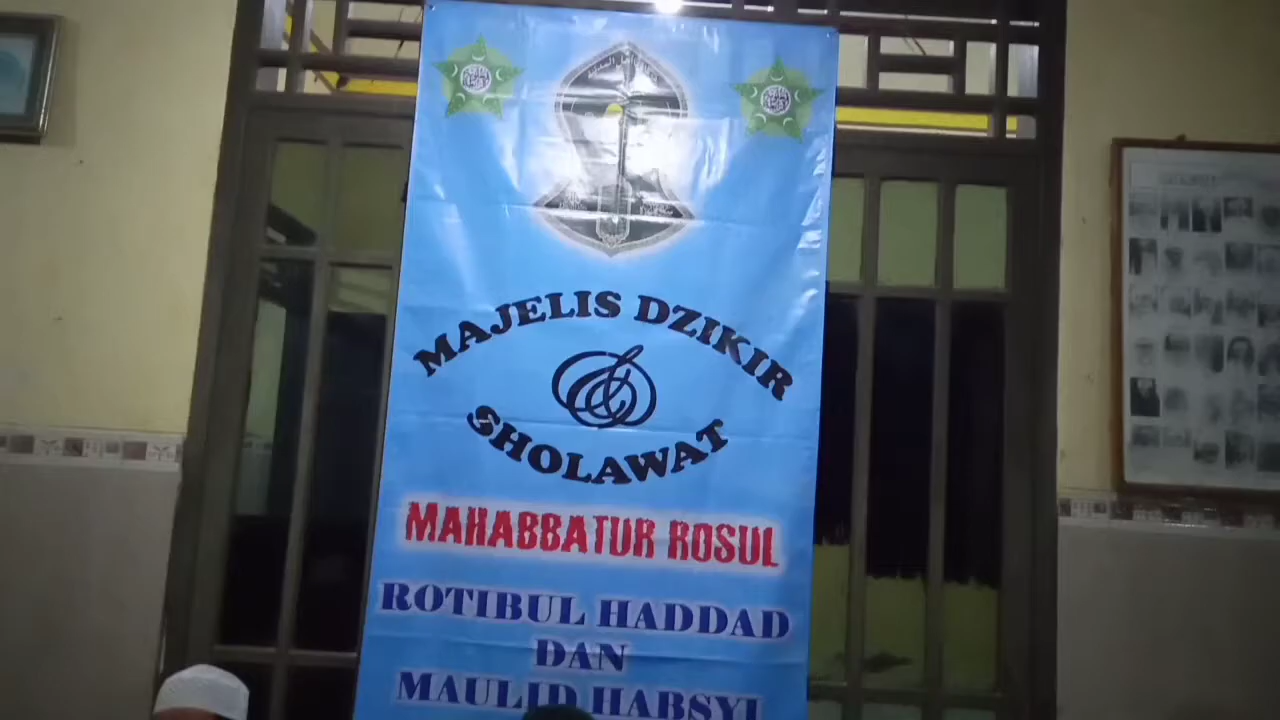 MAJELIS DZIKIR
&
SHOLAWAT
MAHABBATUR ROSUL
ROTIBUL HADDAD
DAN
MAULID HABSYI